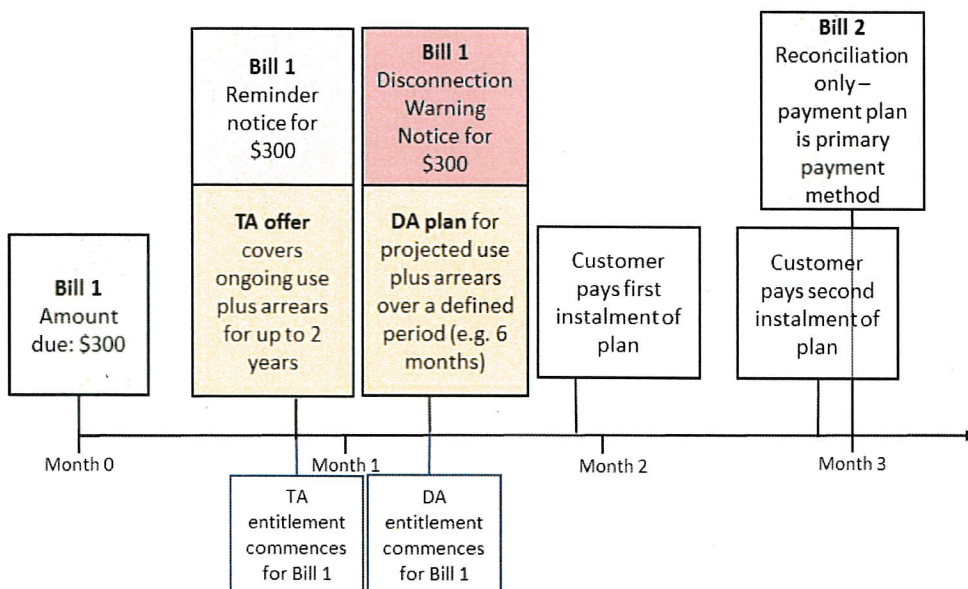 Bill 1
Amount
due: $300
Bill 1
Reminder
notice for
$300
TA offer
covers
ongoing use
plus arrears
for up to 2
years
Bill 1
Disconnection
Warning
Notice for
$300
DA plan for
projected use
plus arrears
over a defined
period (e.g. 6
months)
Customer
pays first
instalment of
plan
Bill 2
Reconciliation
only –
payment plan
is primary
payment
method
Customer
pays second
instalment of
plan
Month 0
Month 1
Month 2
Month 3
TA
entitlement
commences
for Bill 1
DA
entitlement
commences
for Bill 1